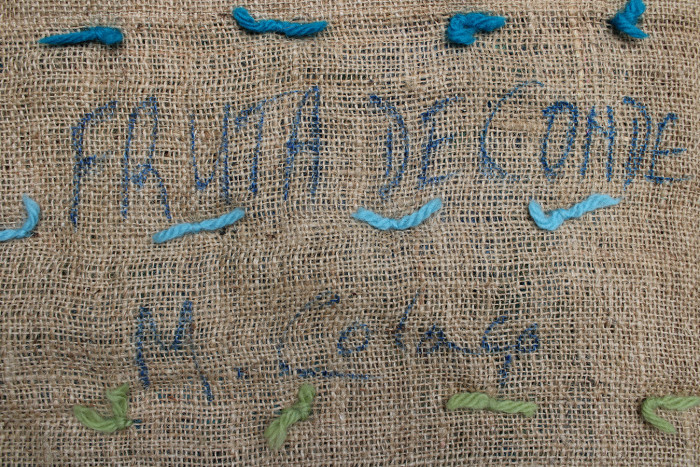 FRUTA DE CONDE
M. Colaço